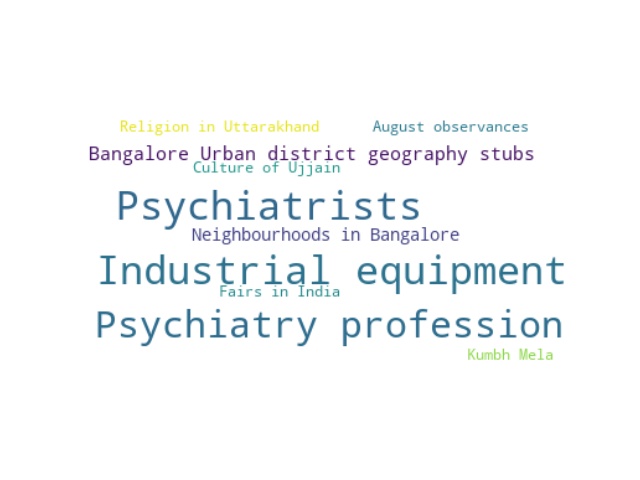 Religion in Uttarakhand August observances
Bangalore Urban district geography stubs
Culture of Ujjain
Psychiatrists
Neighbourhoods in Bangalore
Industrial equipment
Fairs in India
Psychiatry profession
Kumbh Mela